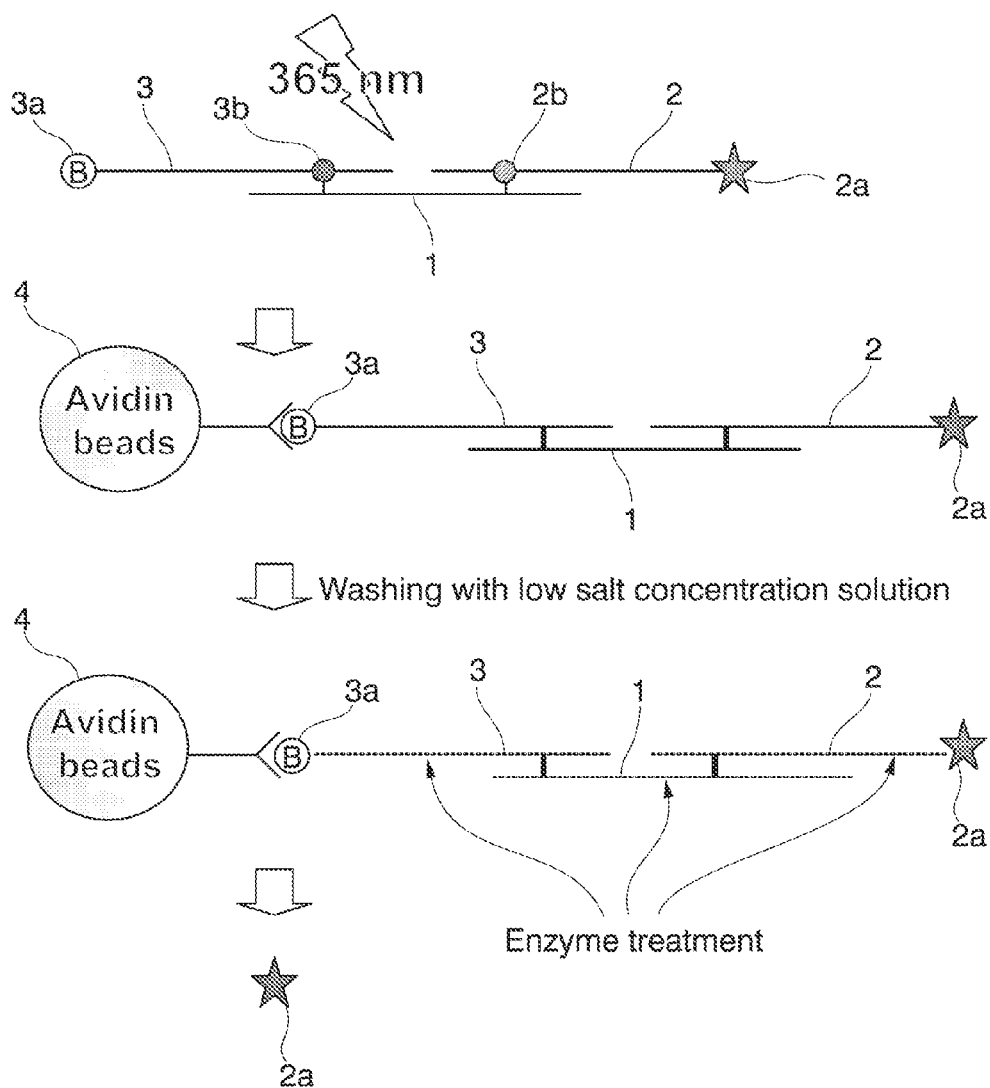 365 nm
3a
3
3b
2b
2
B
2a
1
4
3a
3
2
Avidin
beads
B
1
2a
Washing with low salt concentration solution
4
3a
3
1
2
Avidin
beads
B
2a
Enzyme treatment
2a